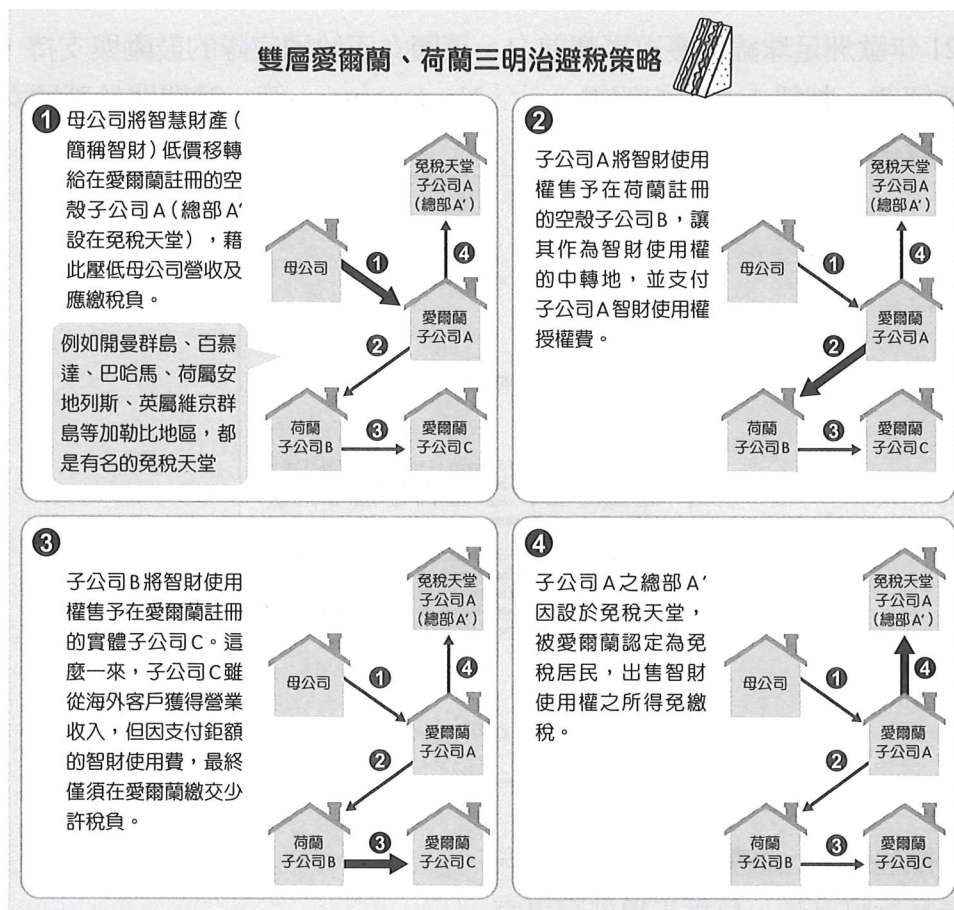 雙層愛爾蘭、荷蘭三明治避稅策略
❶ 母公司將智慧財產（
簡稱智財）低價移轉
給在愛爾蘭註冊的空
殼子公司A（總部A′
設在免稅天堂），藉
此壓低母公司營收及
應繳稅負。
例如開曼群島、百慕
達、巴哈馬、荷屬安
地列斯、英屬維京群
島等加勒比地區，都
是有名的免稅天堂
免稅天堂
子公司A
（總部A′）
母公司
❶
❹
愛爾蘭
子公司A
❷
荷蘭
子公司B
❸
愛爾蘭
子公司C
❷
子公司A將智財使用
權售予在荷蘭註冊
的空殼子公司B，讓
其作為智財使用權
的中轉地，並支付
子公司A智財使用權
授權費。
免稅天堂
子公司A
（總部A′）
母公司
❶
❹
愛爾蘭
子公司A
❷
荷蘭
子公司B
❸
愛爾蘭
子公司C
❸
子公司B將智財使用
權售予在愛爾蘭註冊
的實體子公司C。這
麼一來，子公司C雖
從海外客戶獲得營業
收入，但因支付鉅額
的智財使用費，最終
僅須在愛爾蘭繳交少
許稅負。
免稅天堂
子公司A
（總部A′）
母公司
❶
❹
愛爾蘭
子公司A
❷
荷蘭
子公司B
❸
愛爾蘭
子公司C
❹
子公司A之總部A′
因設於免稅天堂，
被愛爾蘭認定為免
稅居民，出售智財
使用權之所得免繳
稅。
免稅天堂
子公司A
（總部A′）
母公司
❶
❹
愛爾蘭
子公司A
❷
荷蘭
子公司B
❸
愛爾蘭
子公司C